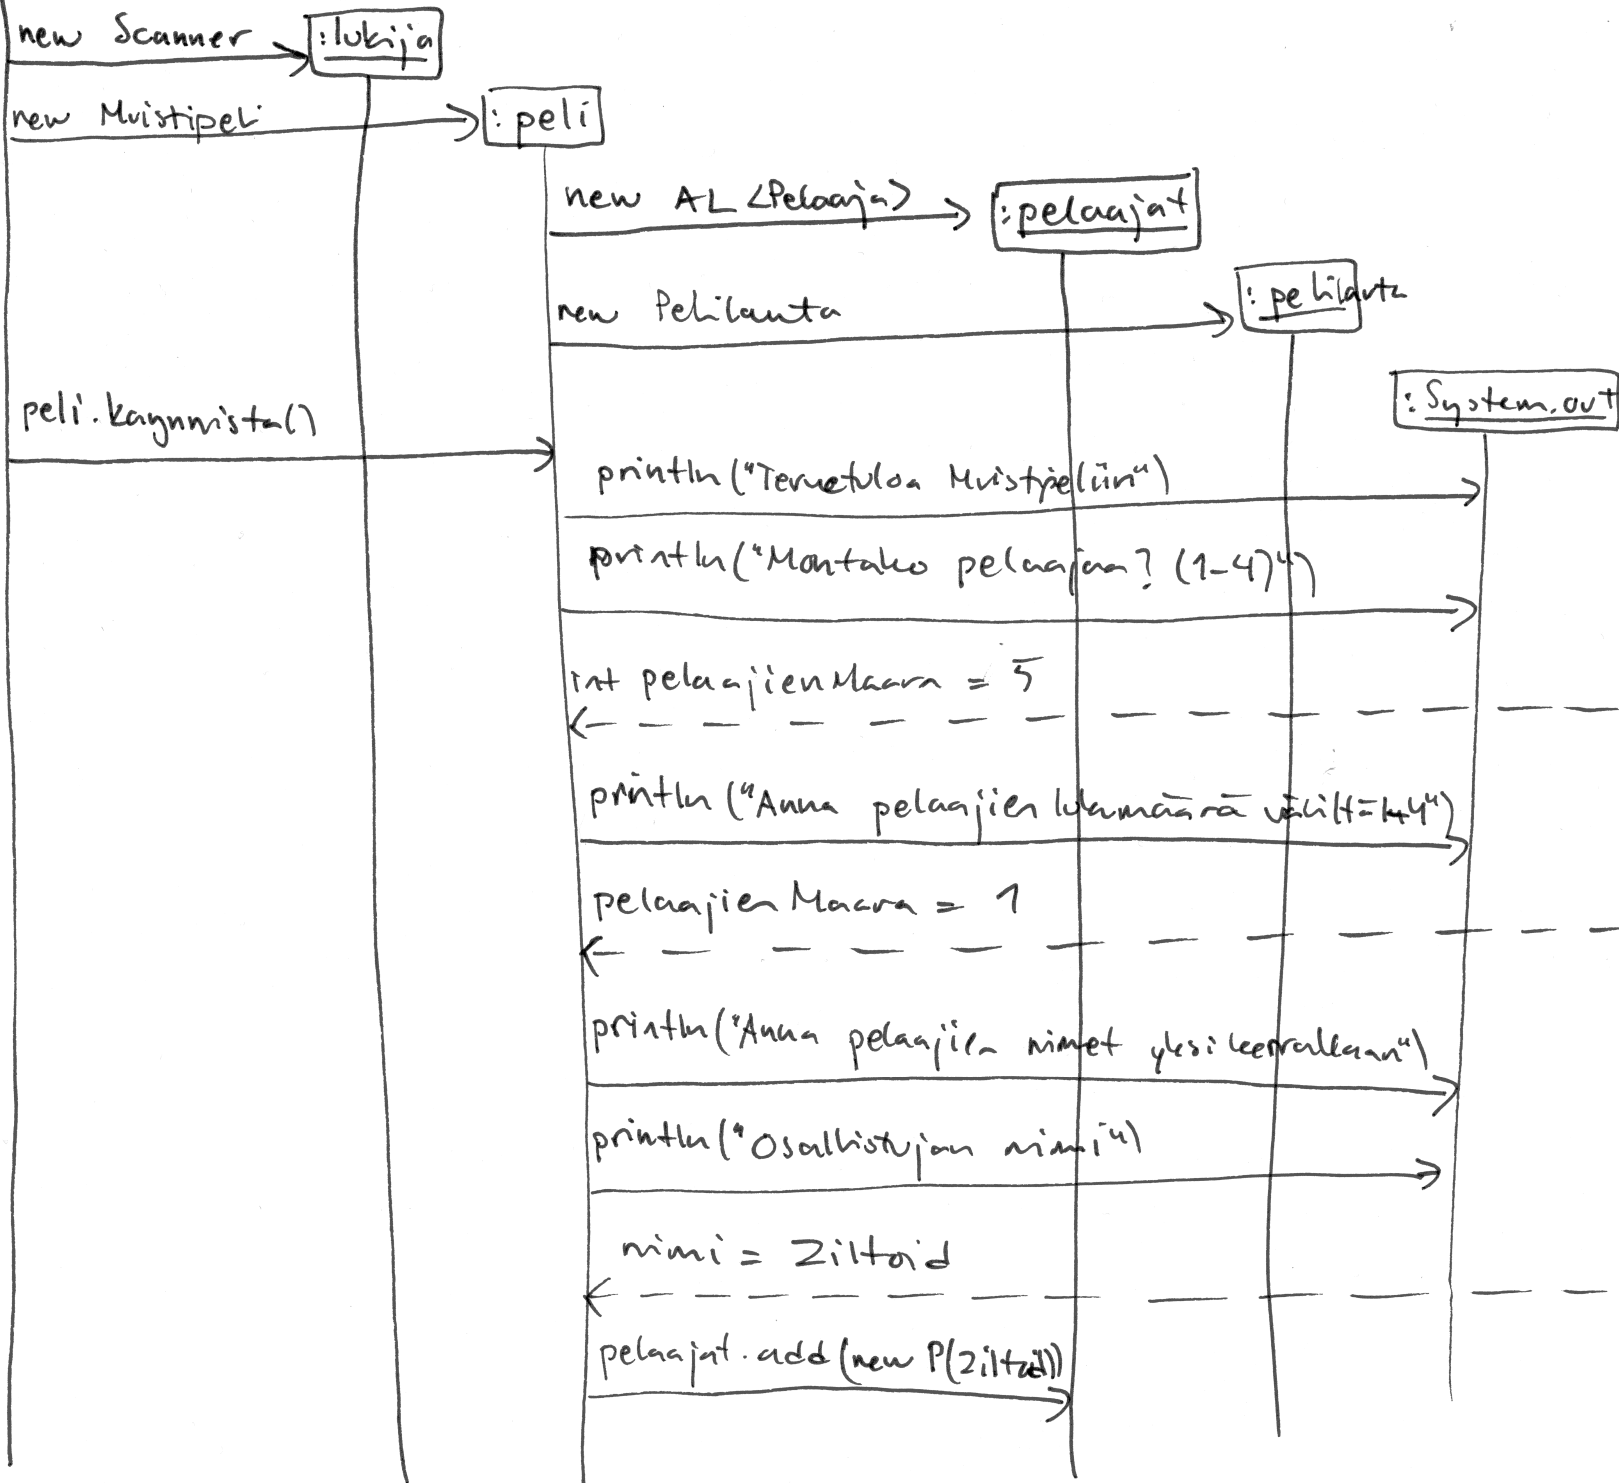 new Scanner
:lukija
new Muistipeli
:peli
new AL<Pelaaja>
:pelaajat
new Pelilauta
:pelilauta
peli.kaynnista()
:System.out
println("Tervetuloa Muistipeliin")
println("Montako pelaajaa? (1-4)")
int pelaajienMaara = 5
println("Anna pelaajien lukumäärä väliltä 1-4")
pelaajienMaara = 1
println("Anna pelaajien nimet yksi kerrallaan")
println("Osallistujan nimi")
nimi = Ziltoid
pelaajat.add(new P(Ziltoid))